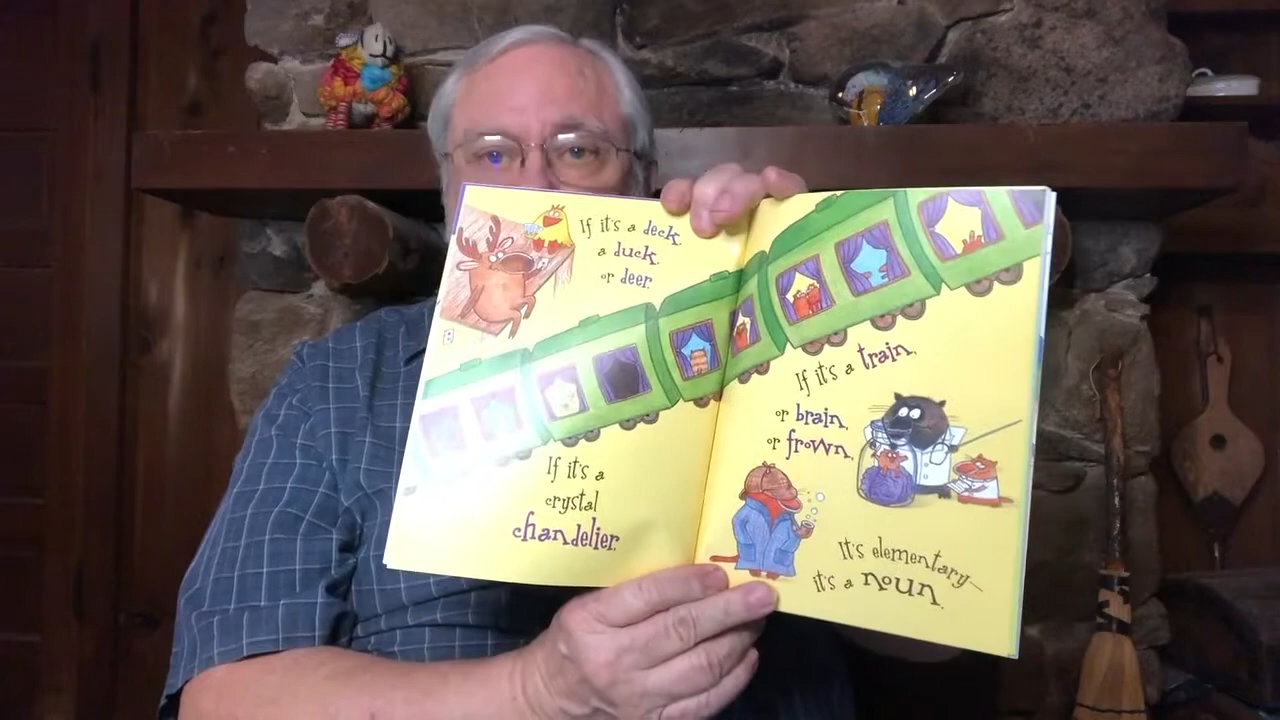 If it's a deck,
a duck,
or deer,
If it's a
crystal
chandelier,
If it's a train,
or brain,
or frown,
It's elementary—
it's a noun.